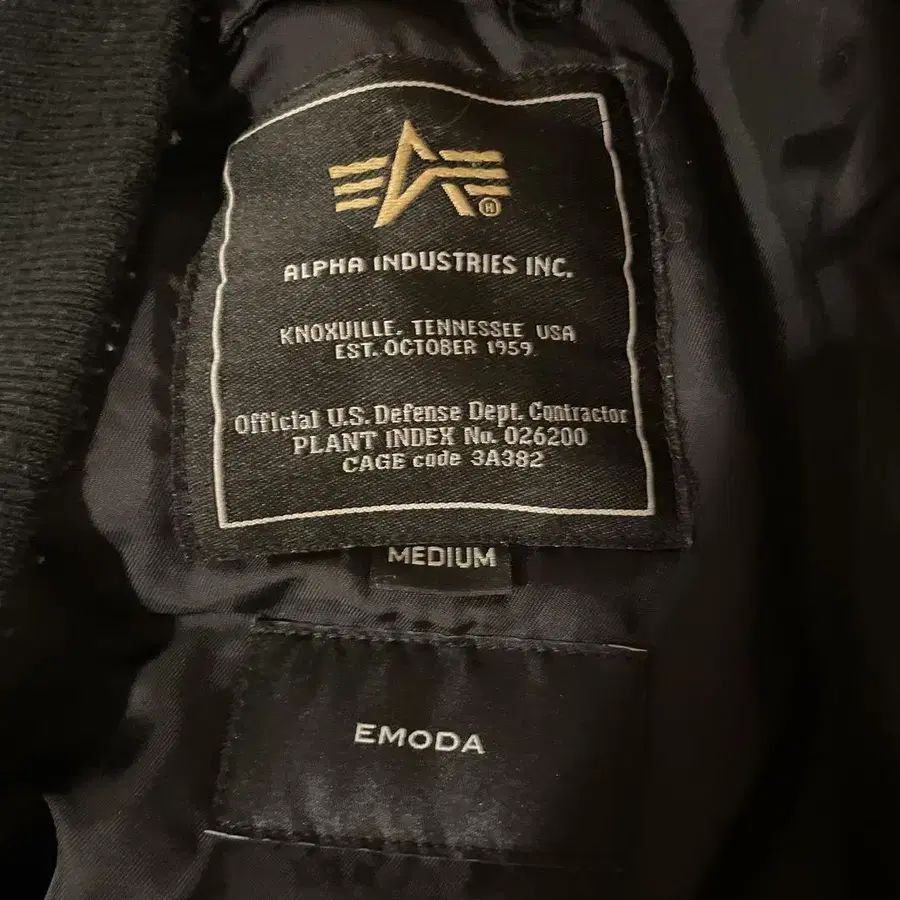 ALPHA INDUSTRIES INC.
KNOXVILLE, TENNESSEE USA
EST. OCTOBER 1959
Official U.S. Defense Dept. Contractor
PLANT INDEX No. 026200
CAGE code 3A382
MEDIUM
EMODA